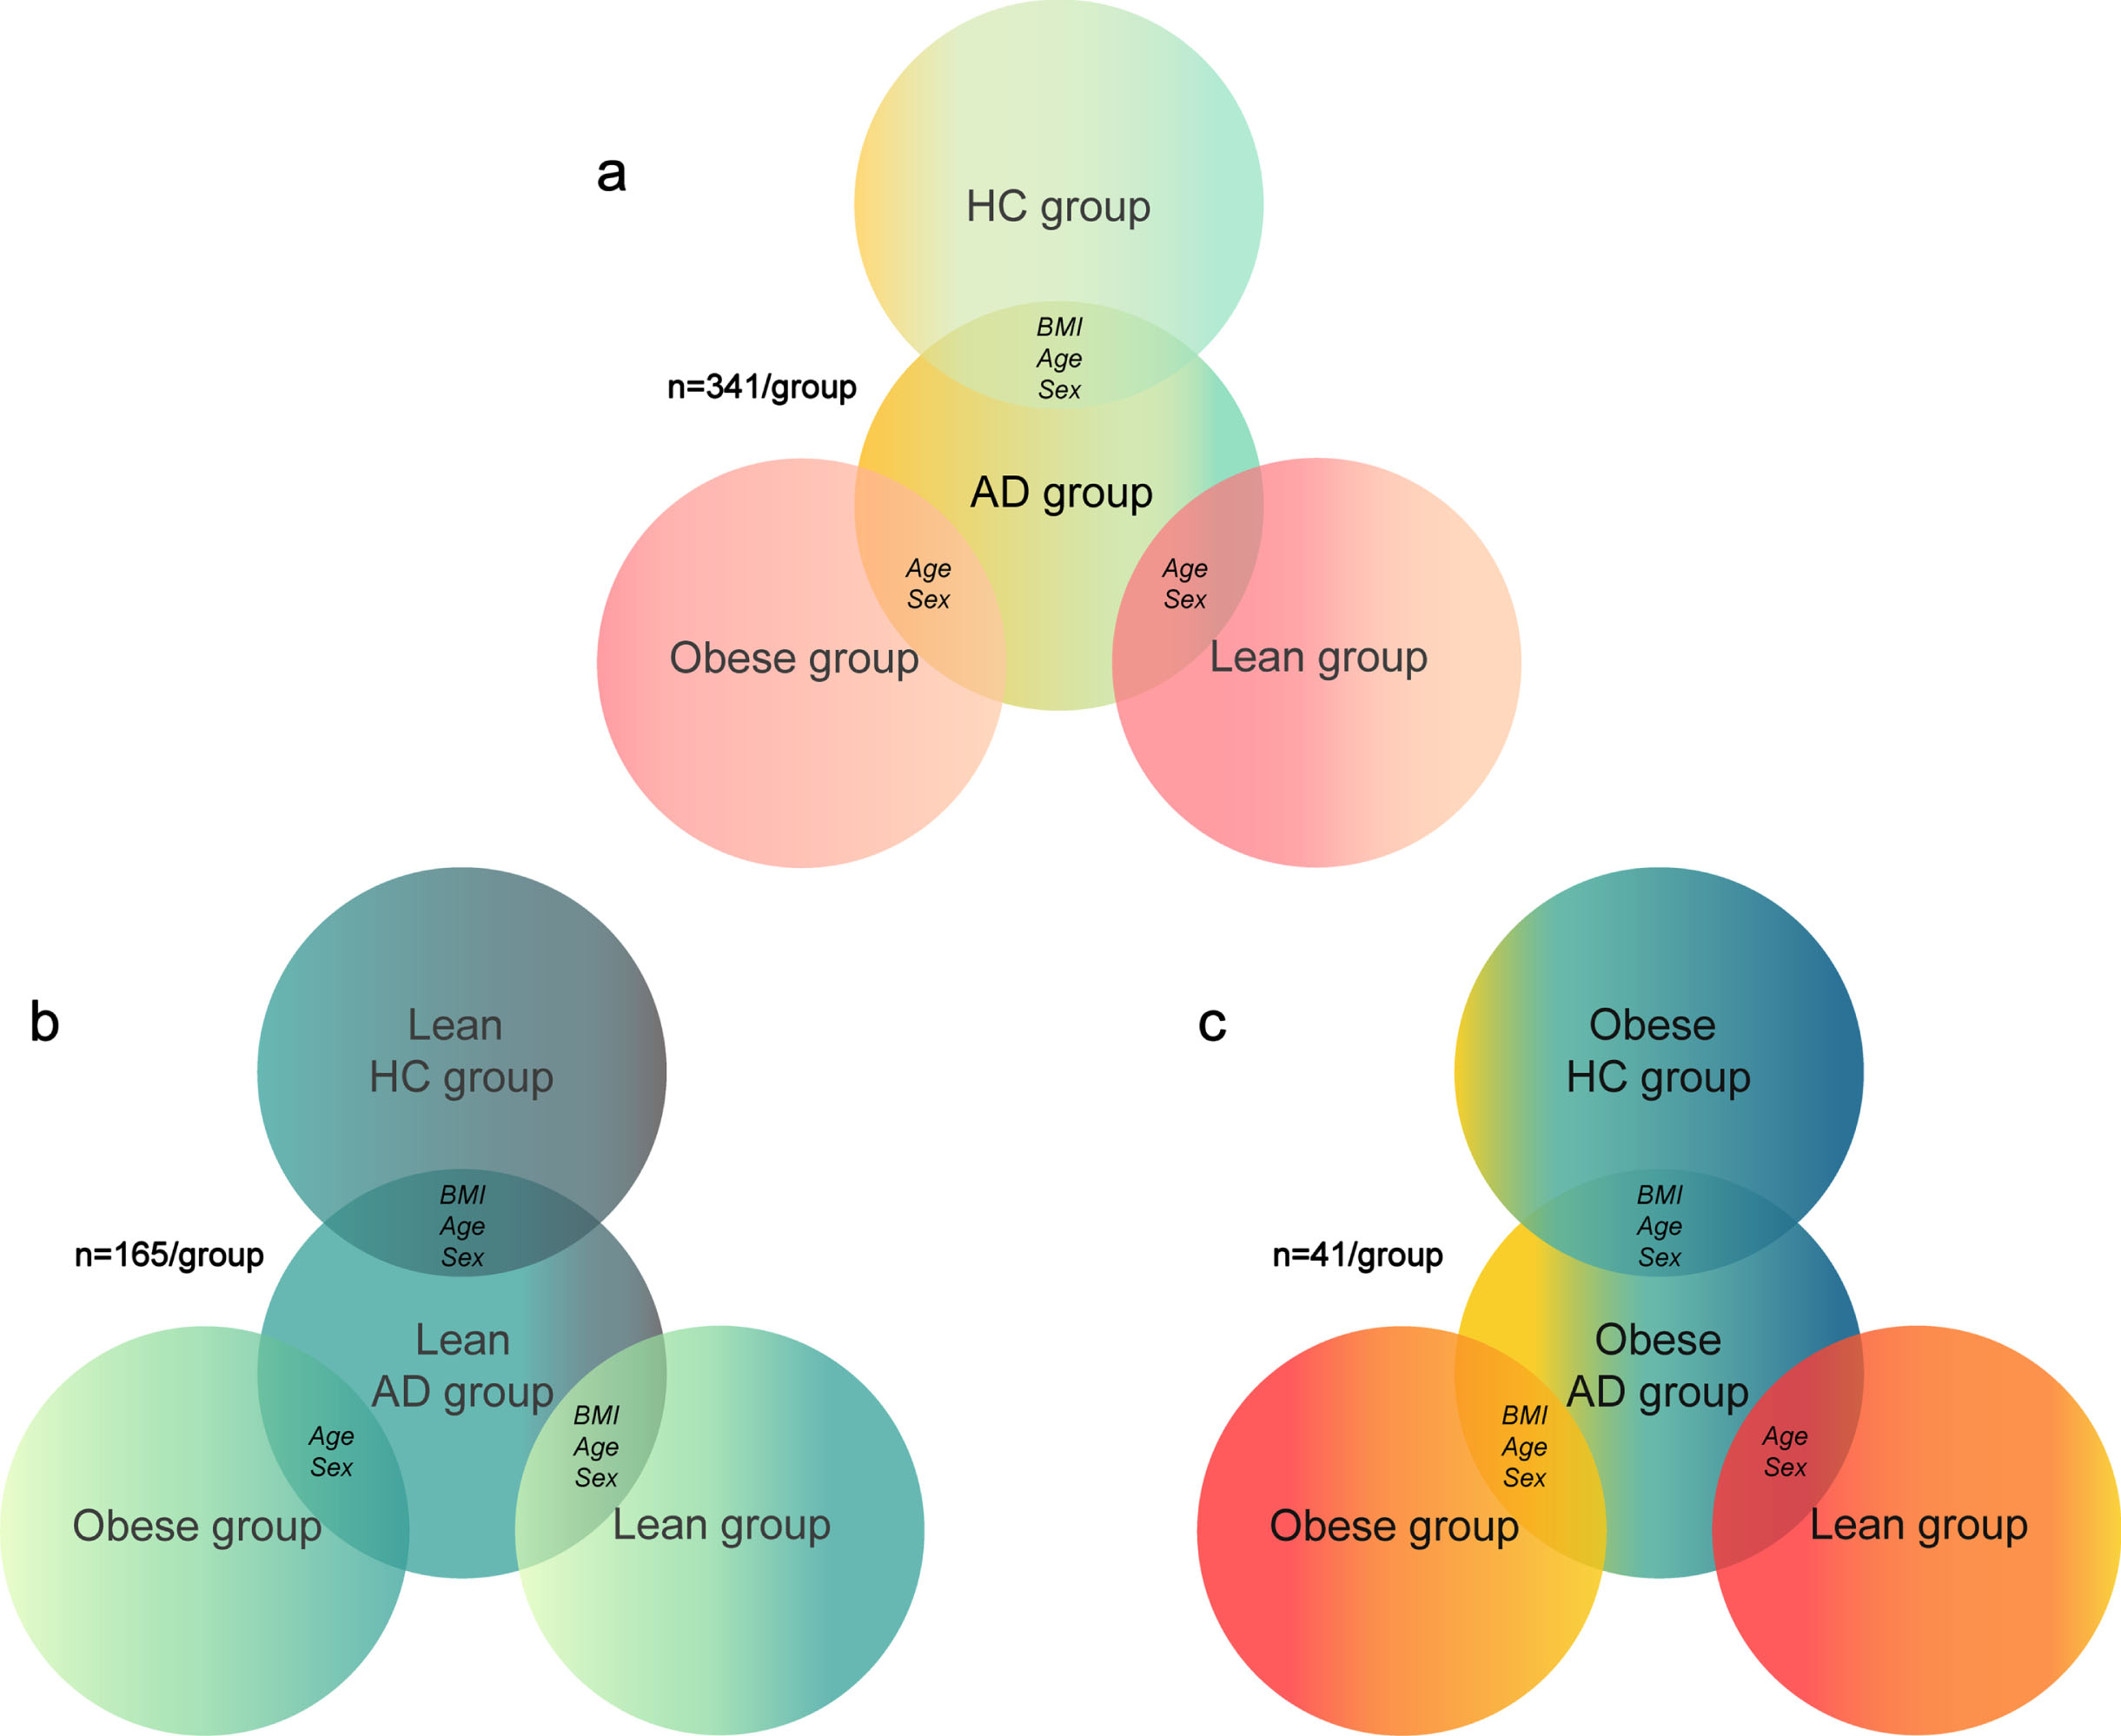 a
HC group
BMI
Age
Sex
n=341/group
AD group
Age
Sex
Age
Sex
Obese group
Lean group
b
Lean
HC group
BMI
Age
Sex
n=165/group
Lean
AD group
Age
Sex
BMI
Age
Sex
Obese group
Lean group
c
Obese
HC group
BMI
Age
Sex
n=41/group
Obese
AD group
BMI
Age
Sex
Age
Sex
Obese group
Lean group